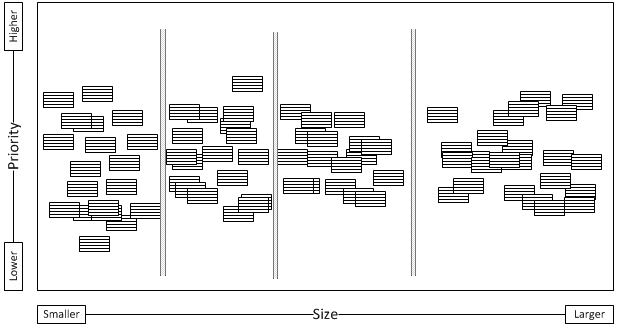 Higher
Priority
Lower
Smaller
Size
Larger